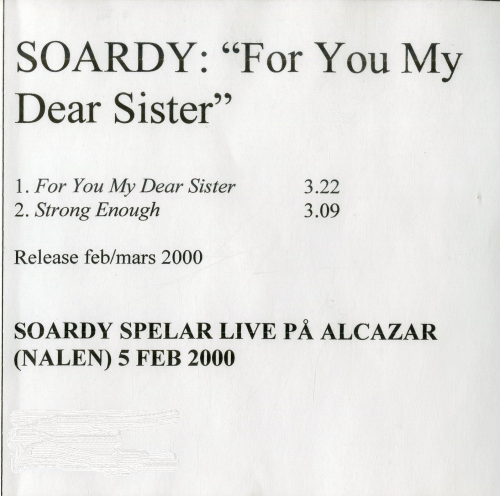 SOARDY: “For You My
Dear Sister”
1. For You My Dear Sister 3.22
2. Strong Enough 3.09
Release feb/mars 2000
SOARDY SPELAR LIVE PÅ ALCAZAR
(NALEN) 5 FEB 2000